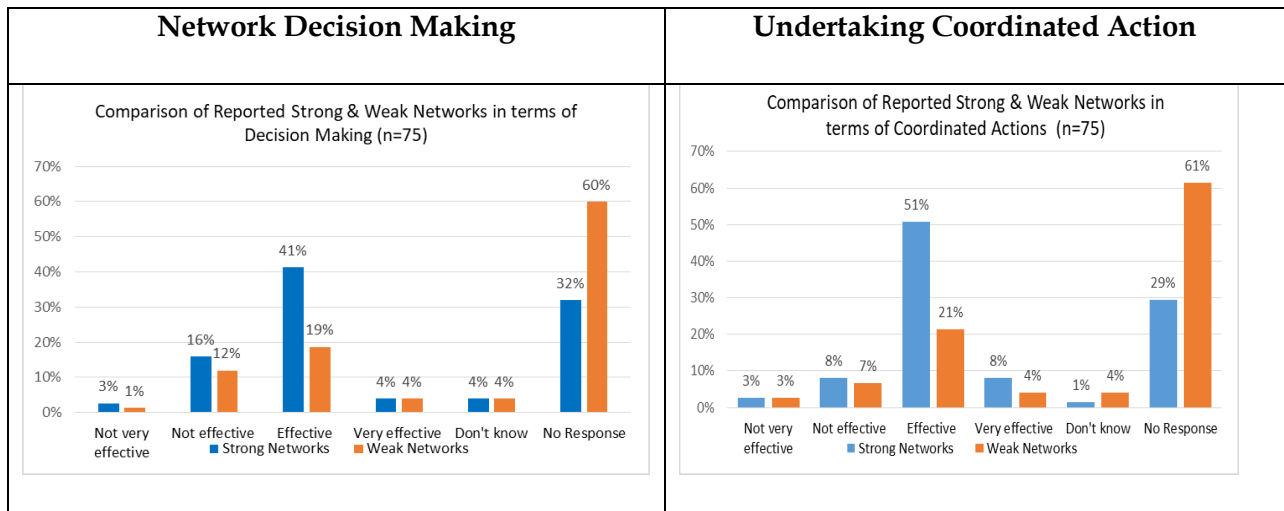 Network Decision Making
Undertaking Coordinated Action
Comparison of Reported Strong & Weak Networks in terms of
Decision Making (n=75)
70%
60%
50%
40%
30%
20%
10%
0%
3%
1%
16%
12%
41%
19%
4%
4%
4%
4%
32%
60%
Not very
effective
Not effective
Effective
Very effective
Don't know
No Response
Strong Networks
Weak Networks
Comparison of Reported Strong & Weak Networks in
terms of Coordinated Actions (n=75)
70%
60%
50%
40%
30%
20%
10%
0%
3%
3%
8%
7%
51%
21%
8%
4%
1%
4%
29%
61%
Not very
effective
Not effective
Effective
Very effective
Don't know
No Response
Strong Networks
Weak Networks